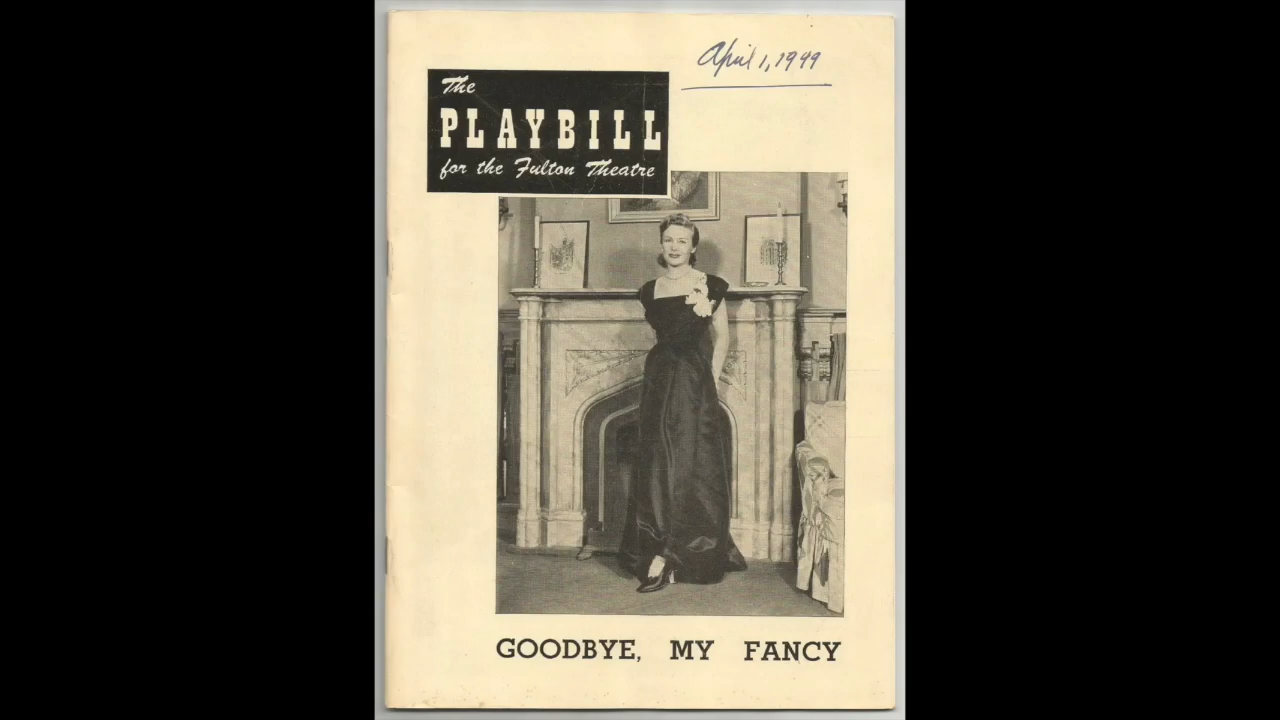 April 1, 1949
The
PLAYBILL
for the Fulton Theatre
GOODBYE, MY FANCY